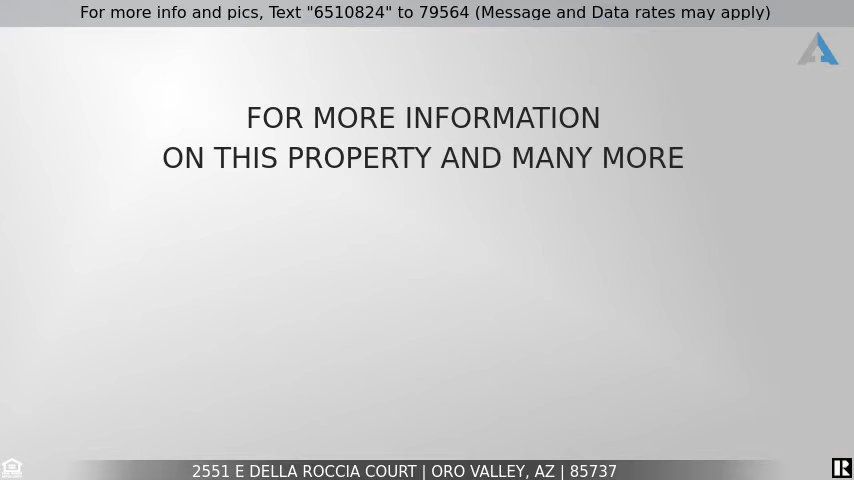 For more info and pics, Text "6510824" to 79564 (Message and Data rates may apply)
FOR MORE INFORMATION
ON THIS PROPERTY AND MANY MORE
2551 E DELLA ROCCIA COURT | ORO VALLEY, AZ | 85737